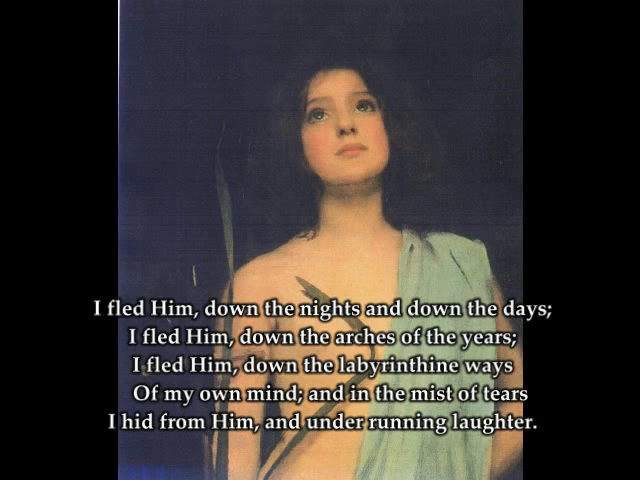 I fled Him, down the nights and down the days;
I fled Him, down the arches of the years;
I fled Him, down the labyrinthine ways
Of my own mind; and in the mist of tears
I hid from Him, and under running laughter.